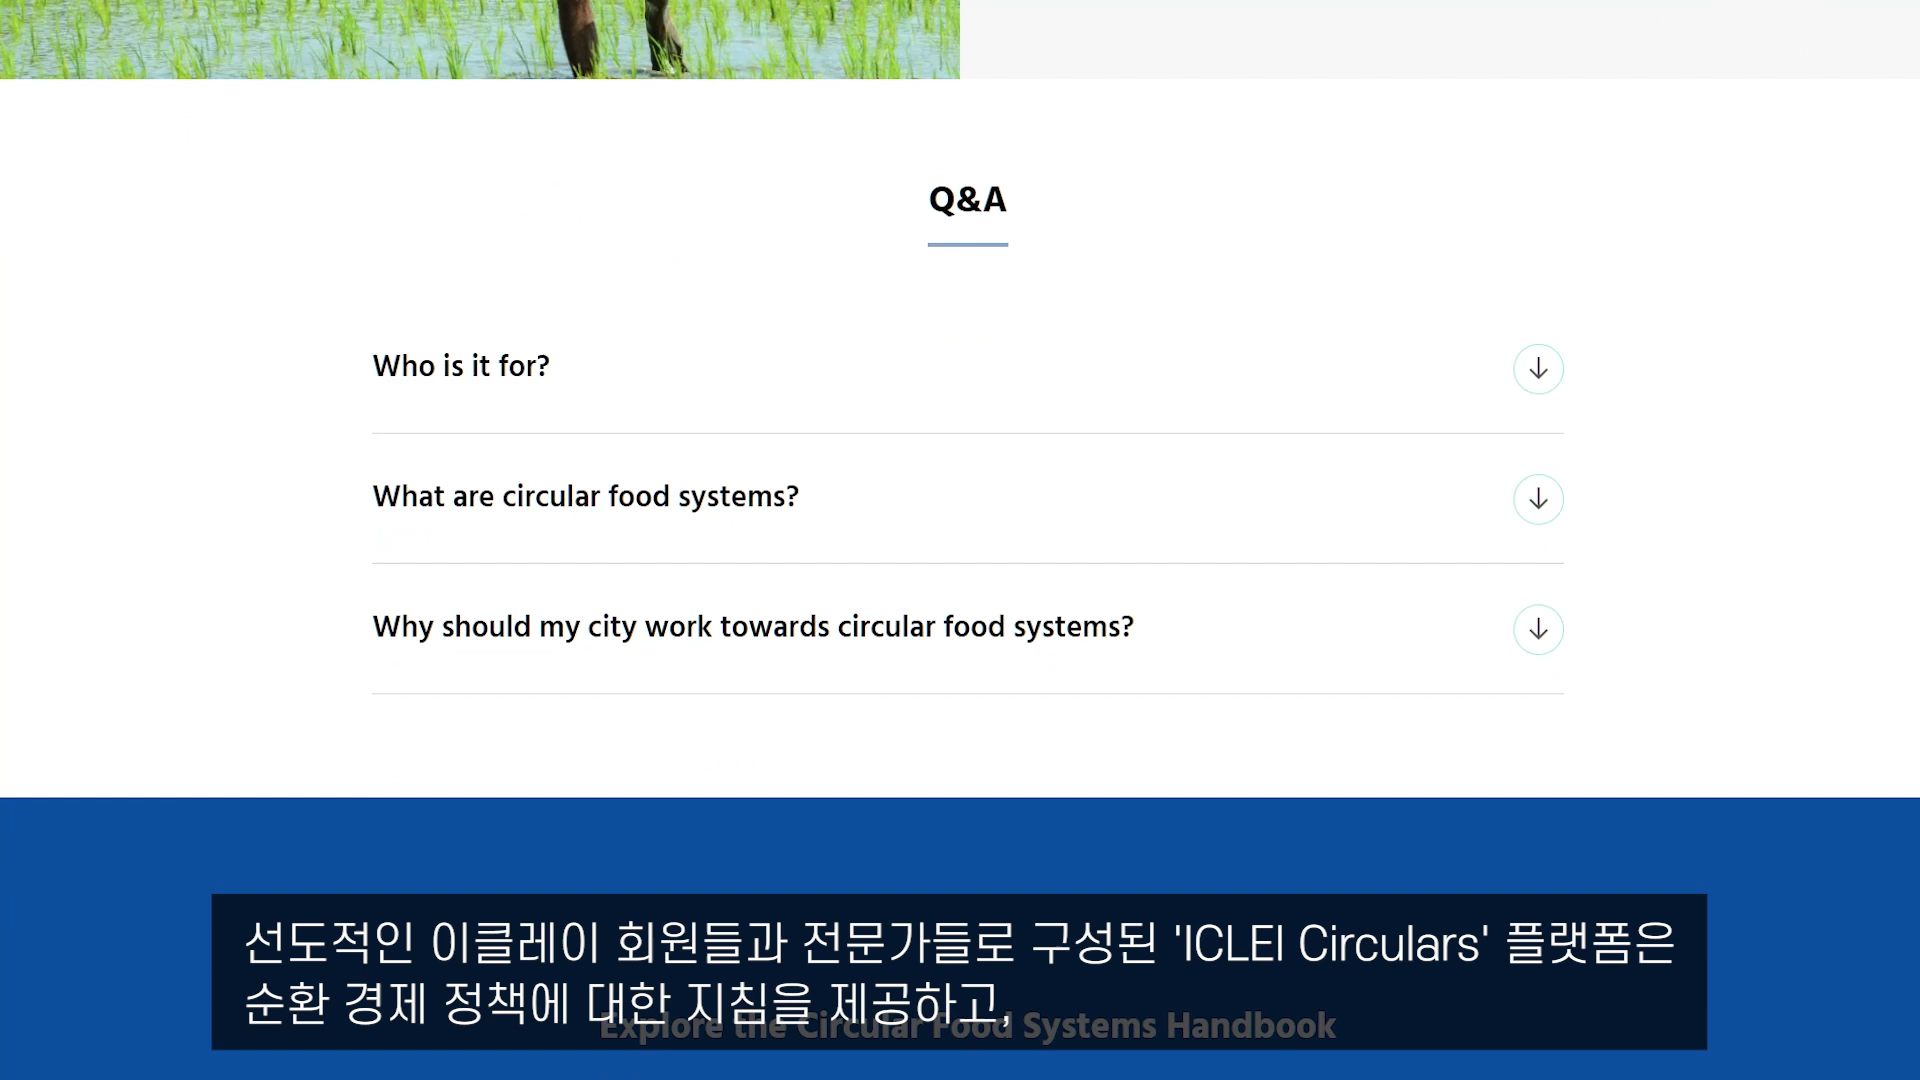 Q&A
Who is it for?
What are circular food systems?
Why should my city work towards circular food systems?
선도적인 이클레이 회원들과 전문가들로 구성된 'ICLEI Circulars' 플랫폼은
순환 경제 정책에 대한 지침을 제공하고,
Explore the Circular Food Systems Handbook